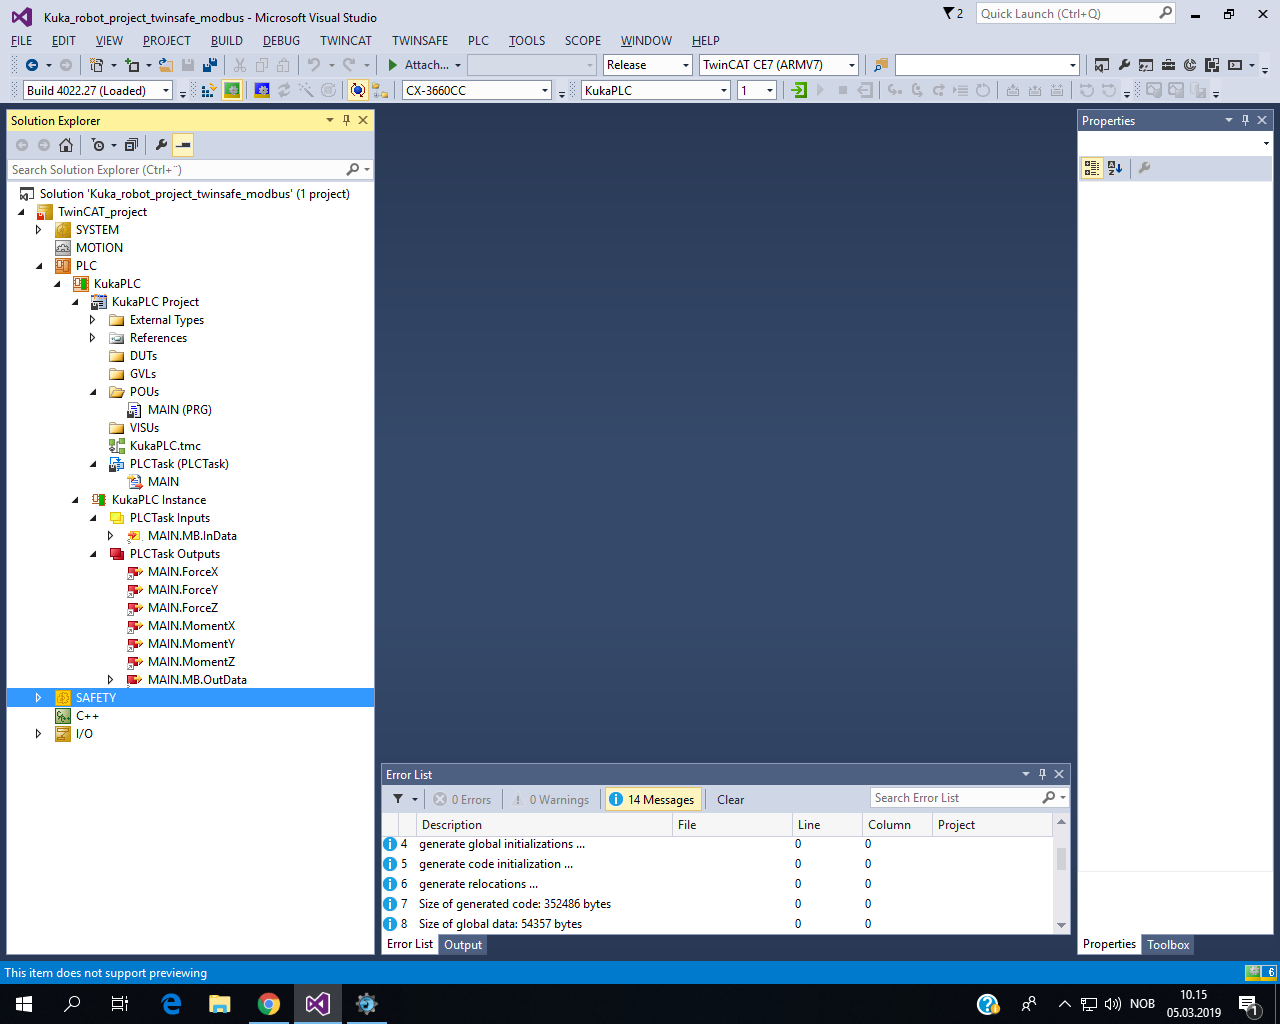 Kuka_robot_project_twinsafe_modbus - Microsoft Visual Studio
2
Quick Launch (Ctrl+Q)
FILE EDIT VIEW PROJECT BUILD DEBUG TWINCAT TWINSAFE PLC TOOLS SCOPE WINDOW HELP
Attach... Release TwinCAT CE7 (ARMV7)
Build 4022.27 (Loaded) CX-3660CC KukaPLC 1
Solution Explorer
Search Solution Explorer (Ctrl+¨)
Solution 'Kuka_robot_project_twinsafe_modbus' (1 project)
TwinCAT_project
SYSTEM
MOTION
PLC
KukaPLC
KukaPLC Project
External Types
References
DUTs
GVLs
POUs
MAIN (PRG)
VISUs
KukaPLC.tmc
PLCTask (PLCTask)
MAIN
KukaPLC Instance
PLCTask Inputs
MAIN.MB.InData
PLCTask Outputs
MAIN.ForceX
MAIN.ForceY
MAIN.ForceZ
MAIN.MomentX
MAIN.MomentY
MAIN.MomentZ
MAIN.MB.OutData
SAFETY
C++
I/O
Error List
0 Errors 0 Warnings 14 Messages Clear Search Error List
Description File Line Column Project
4 generate global initializations ... 0 0
5 generate code initialization ... 0 0
6 generate relocations ... 0 0
7 Size of generated code: 352486 bytes 0 0
8 Size of global data: 54357 bytes 0 0
Error List Output
Properties
Properties Toolbox
This item does not support previewing
6
NOB
10.15
05.03.2019
1